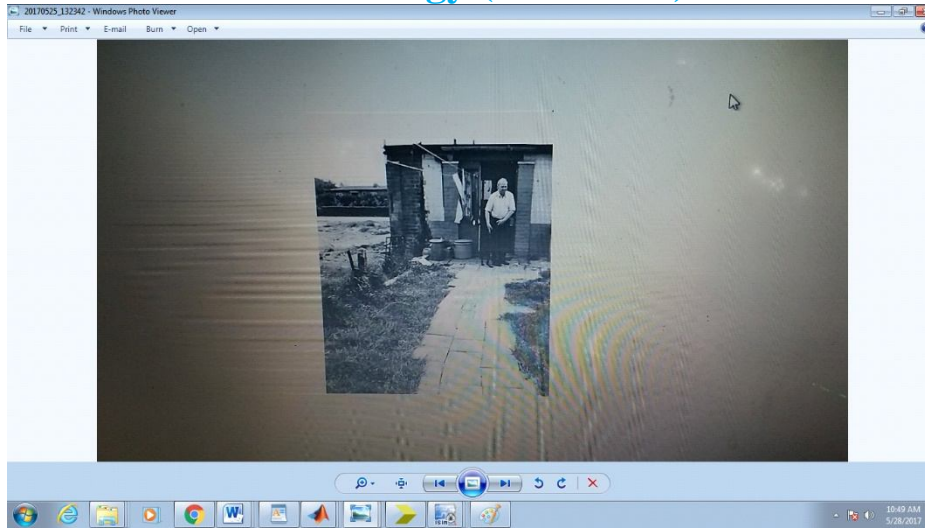 20170525_132342 - Windows Photo Viewer
File Print E-mail Burn Open
10:49 AM
5/28/2017